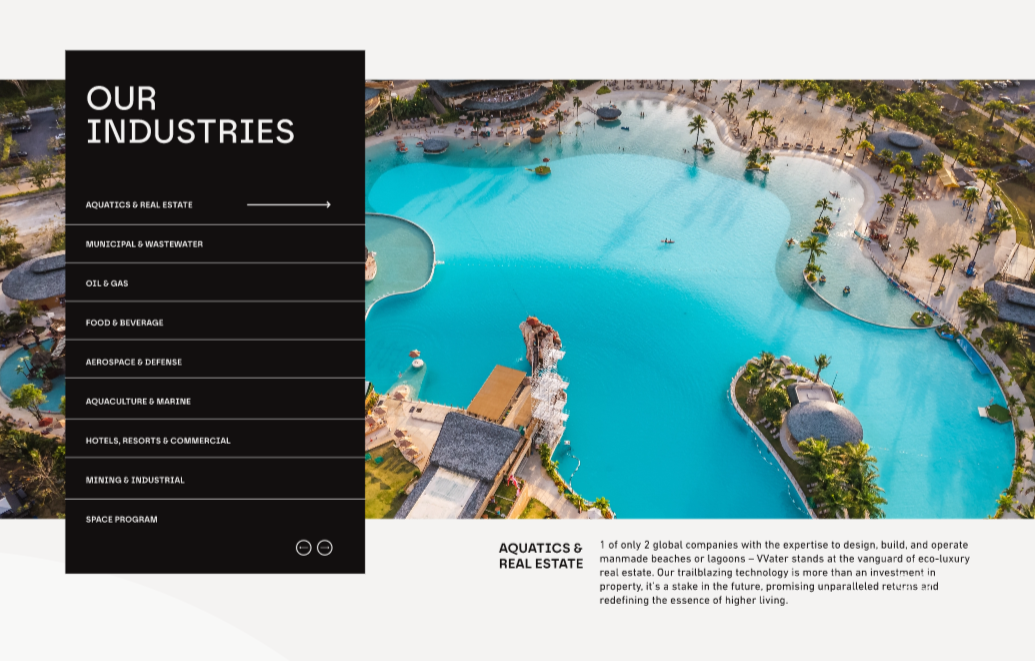 OUR
INDUSTRIES
AQUATICS & REAL ESTATE
MUNICIPAL & WASTEWATER
OIL & GAS
FOOD & BEVERAGE
AEROSPACE & DEFENSE
AQUACULTURE & MARINE
HOTELS, RESORTS & COMMERCIAL
MINING & INDUSTRIAL
SPACE PROGRAM
AQUATICS &
REAL ESTATE
1 of only 2 global companies with the expertise to design, build, and operate
manmade beaches or lagoons – VVater stands at the vanguard of eco-luxury
real estate. Our trailblazing technology is more than an investment in
property, it's a stake in the future, promising unparalleled returns and
redefining the essence of higher living.